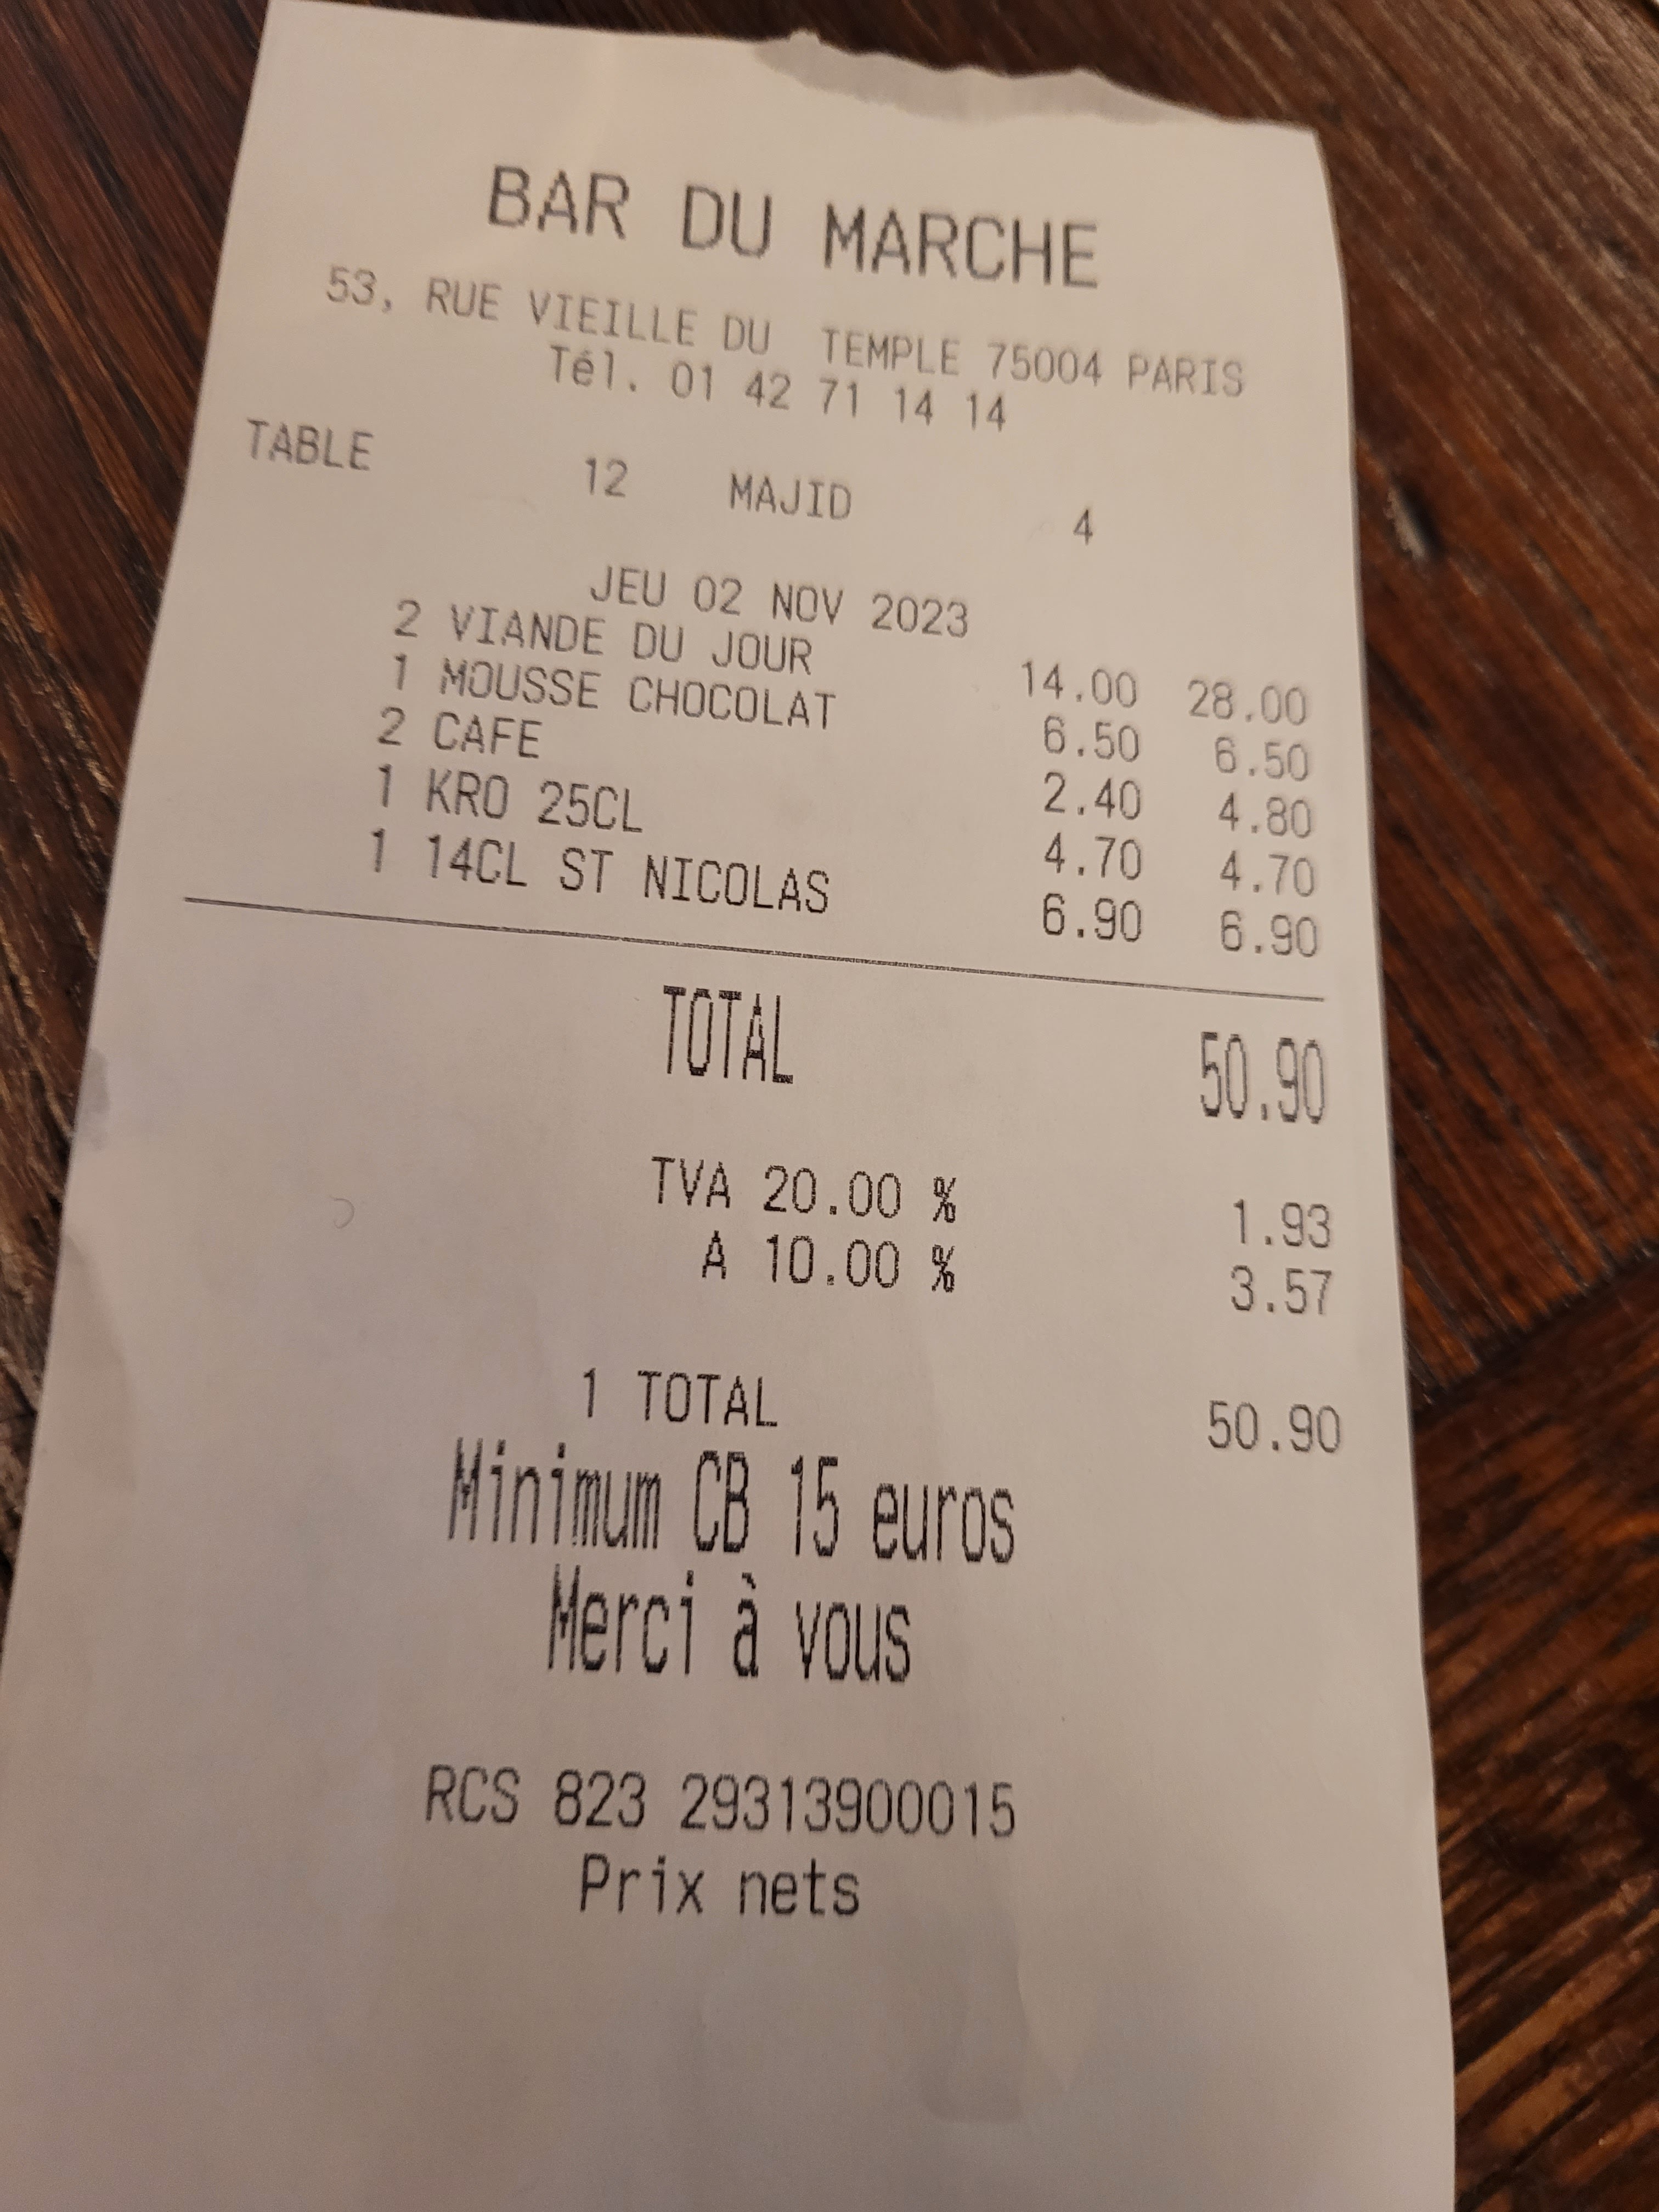 BAR DU MARCHE
53, RUE VIEILLE DU TEMPLE 75004 PARIS
Tél. 01 42 71 14 14
TABLE 12 MAJID 4
JEU 02 NOV 2023
2 VIANDE DU JOUR 14.00 28.00
1 MOUSSE CHOCOLAT 6.50 6.50
2 CAFE 2.40 4.80
1 KRO 25CL 4.70 4.70
1 14CL ST NICOLAS 6.90 6.90
TOTAL 50.90
TVA 20.00 % 1.93
A 10.00 % 3.57
1 TOTAL 50.90
Minimum CB 15 euros
Merci à vous
RCS 823 29313900015
Prix nets